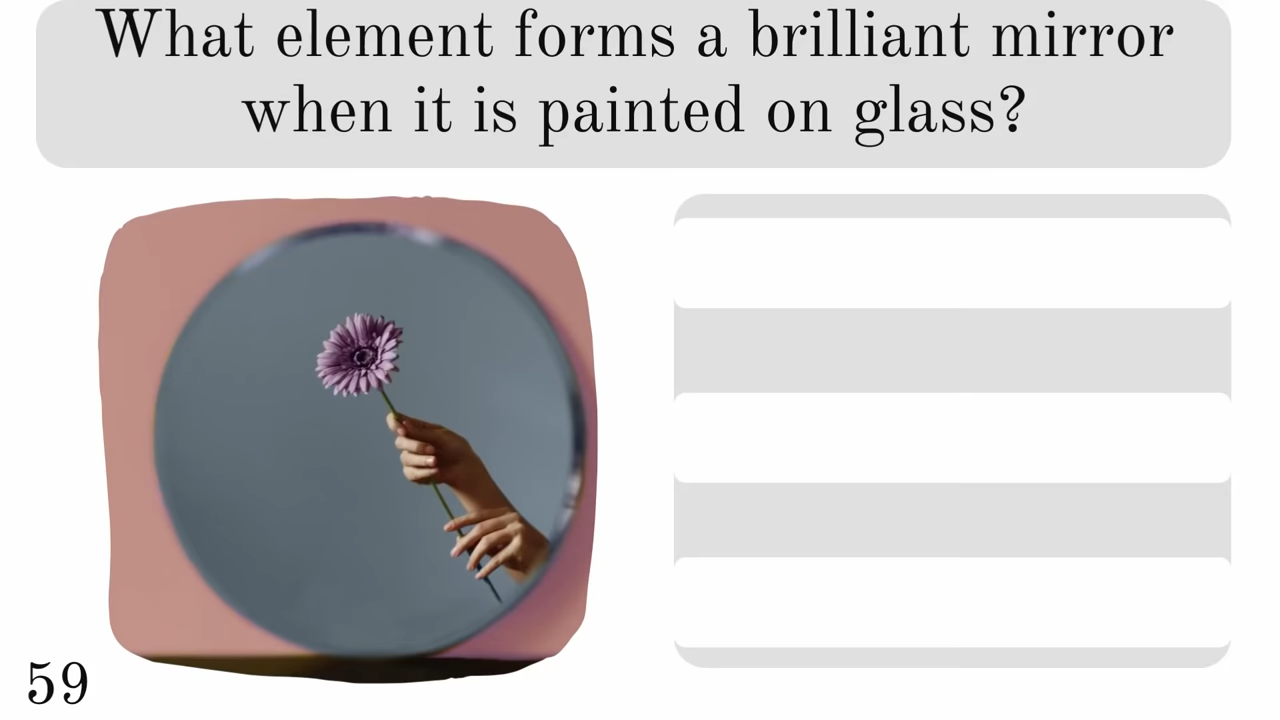 What element forms a brilliant mirror
when it is painted on glass?
59